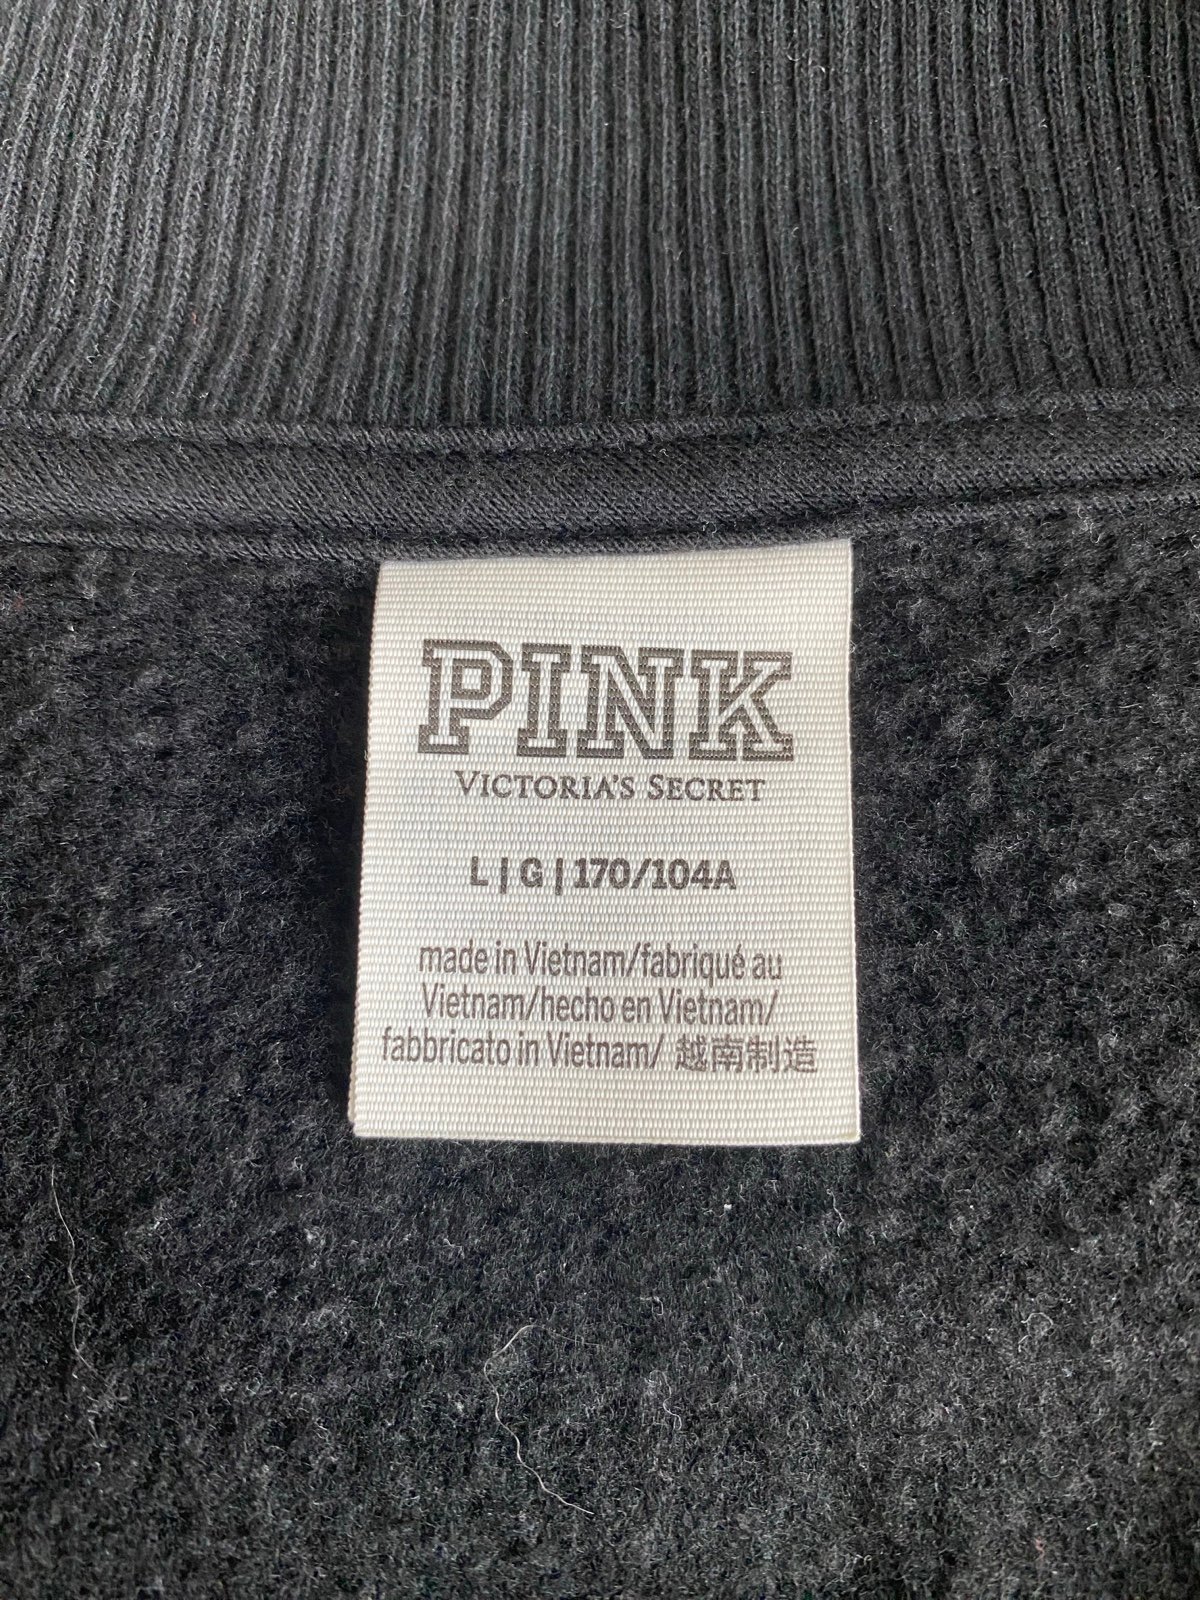 PINK
VICTORIA'S SECRET
L | G | 170/104A
made in Vietnam/fabriqué au
Vietnam/hecho en Vietnam/
fabbricato in Vietnam/ 越南制造